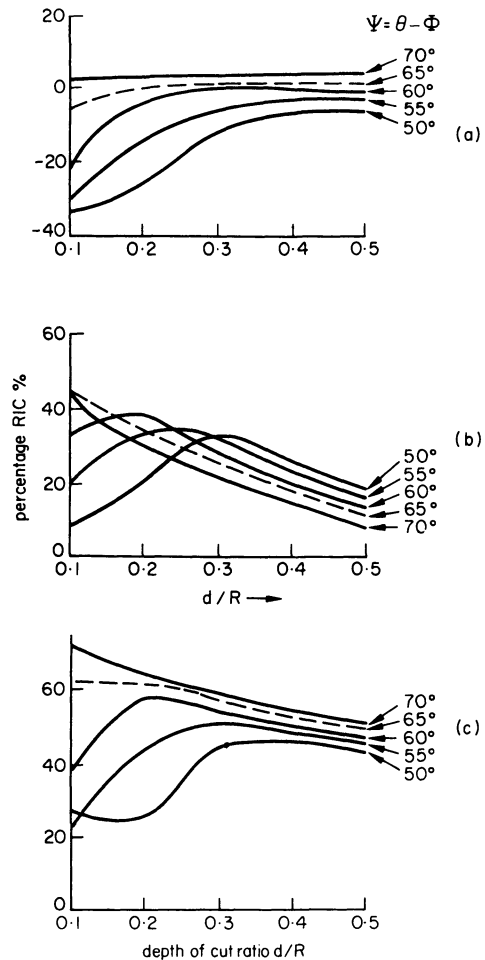 20
Ψ = θ - Φ
70°
65°
60°
55°
50°
0
-20
-40
(a)
0·1 0·2 0·3 0·4 0·5
60
40
20
0
percentage RIC %
50°
55°
60°
65°
70°
(b)
0·1 0·2 0·3 0·4 0·5
d/R →
60
40
20
0
70°
65°
60°
55°
50°
(c)
0·1 0·2 0·3 0·4 0·5
depth of cut ratio d/R